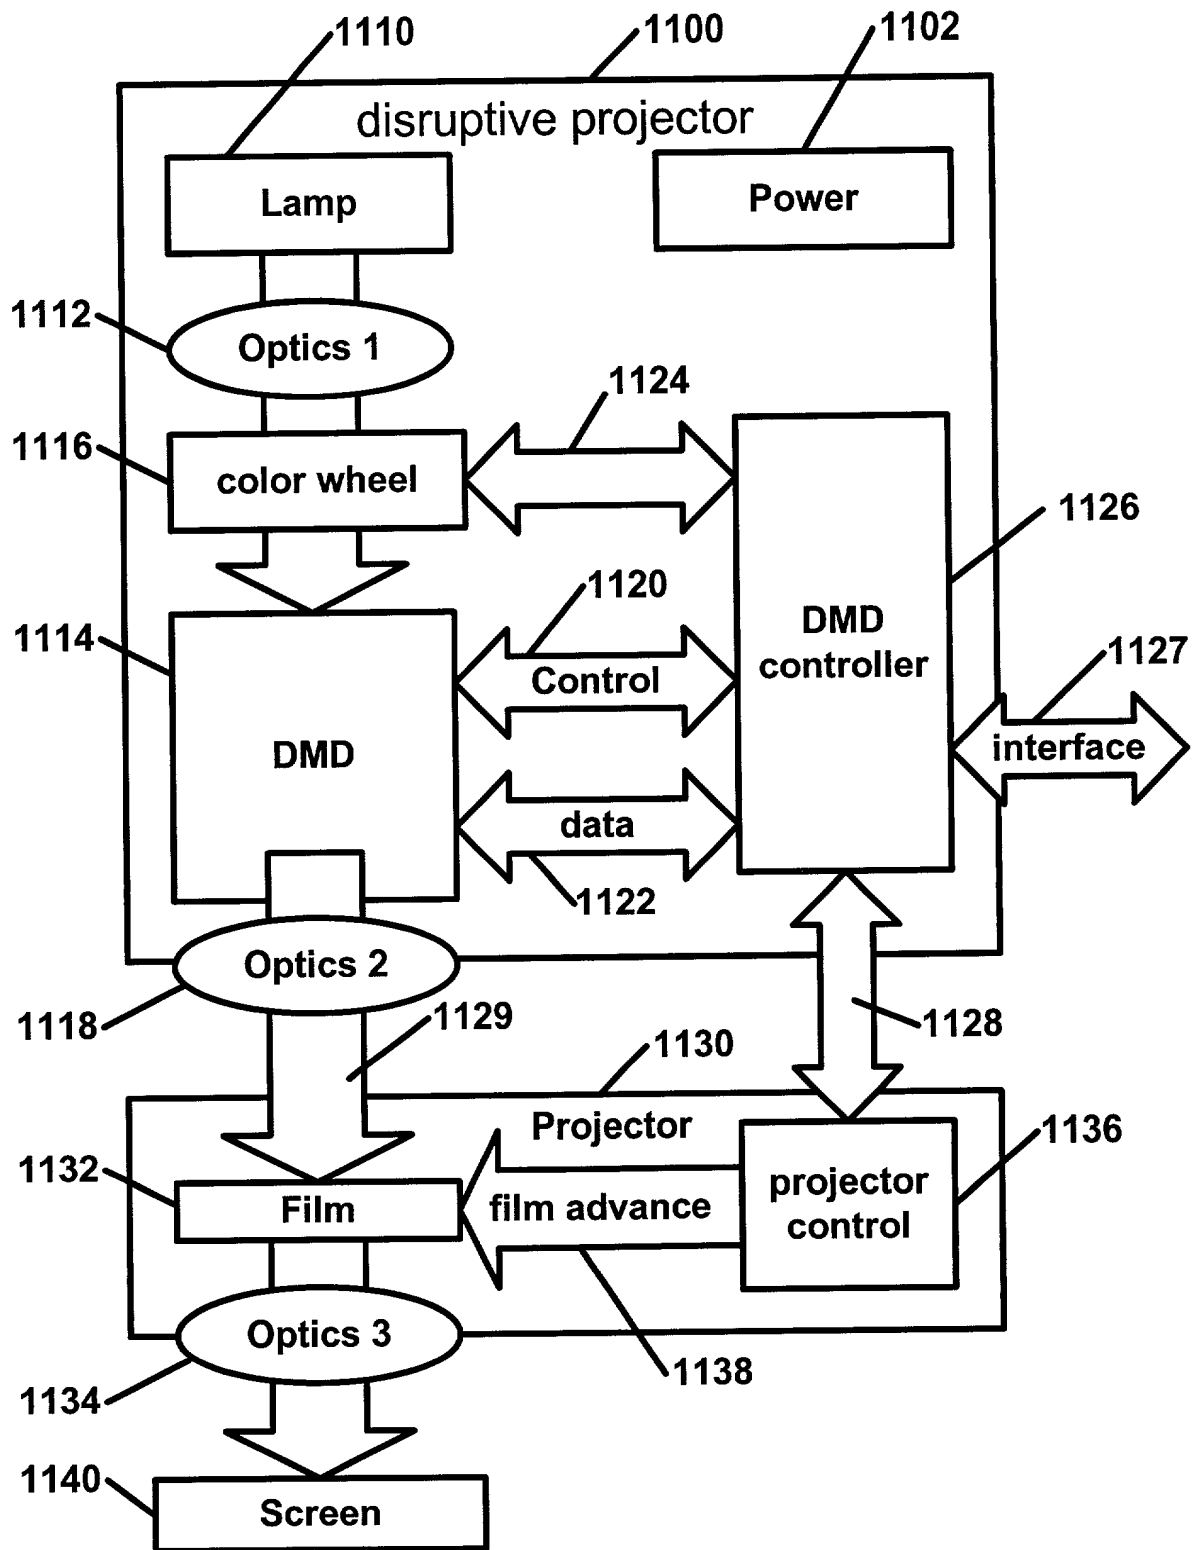 1110
1100
1102
disruptive projector
Lamp
Power
1112
Optics 1
1124
1116
color wheel
1126
1120
1114
DMD
controller
1127
Control
interface
DMD
data
1122
Optics 2
1118
1129
1128
1130
Projector
1136
1132
projector
control
film advance
Film
Optics 3
1138
1134
1140
Screen